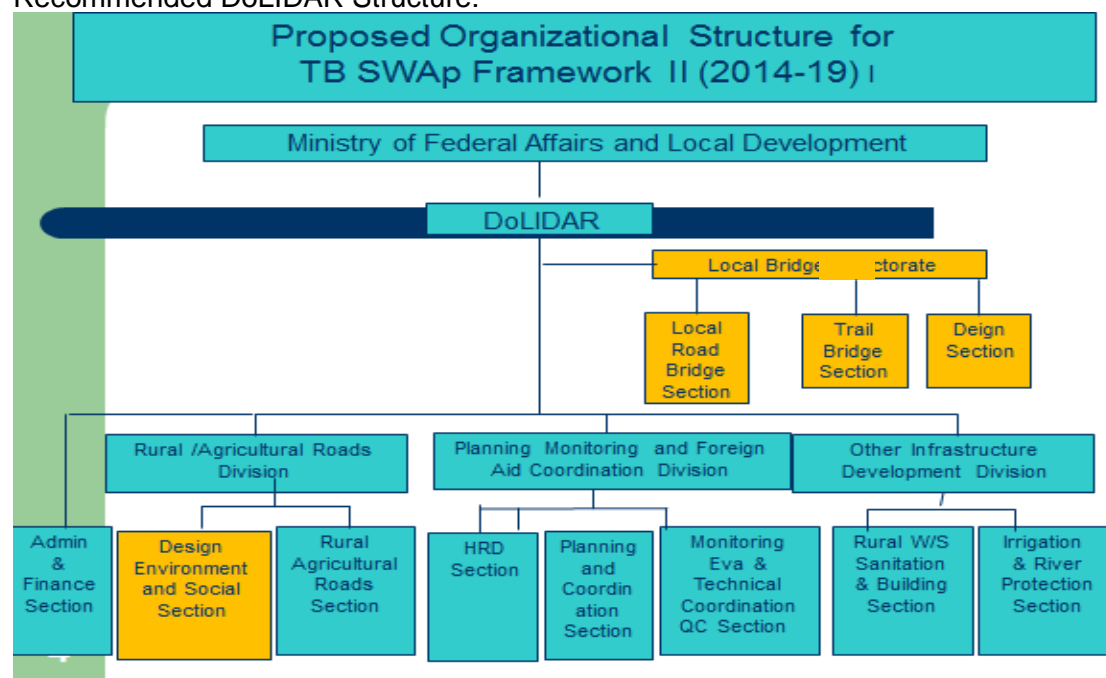 Recommended DoLIDAR Structure:
Proposed Organizational Structure for
TB SWAp Framework II (2014-19)
Ministry of Federal Affairs and Local Development
DoLIDAR
Local Bridge ctorate
Local
Road
Bridge
Section
Trail
Bridge
Section
Deign
Section
Rural /Agricultural Roads
Division
Planning Monitoring and Foreign
Aid Coordination Division
Other Infrastructure
Development Division
Admin
&
Finance
Section
Design
Environment
and Social
Section
Rural
Agricultural
Roads
Section
HRD
Section
Planning
and
Coordin
ation
Section
Monitoring
Eva &
Technical
Coordination
QC Section
Rural W/S
Sanitation
& Building
Section
Irrigation
& River
Protection
Section